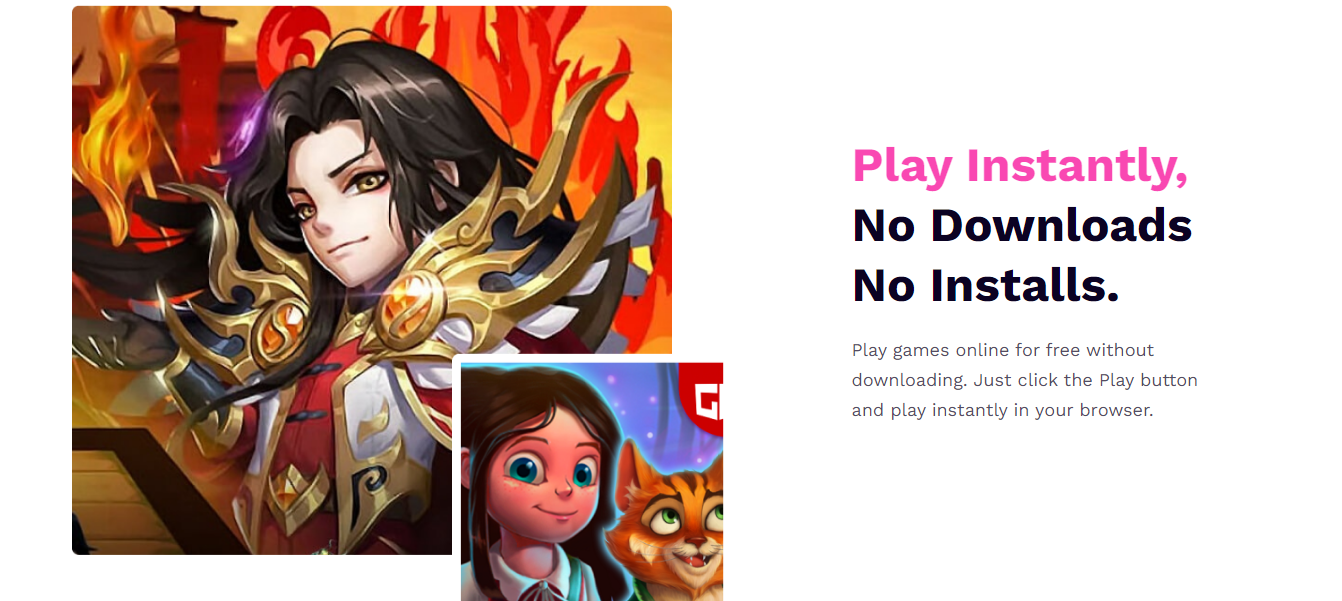 Play Instantly,
No Downloads
No Installs.
Play games online for free without
downloading. Just click the Play button
and play instantly in your browser.